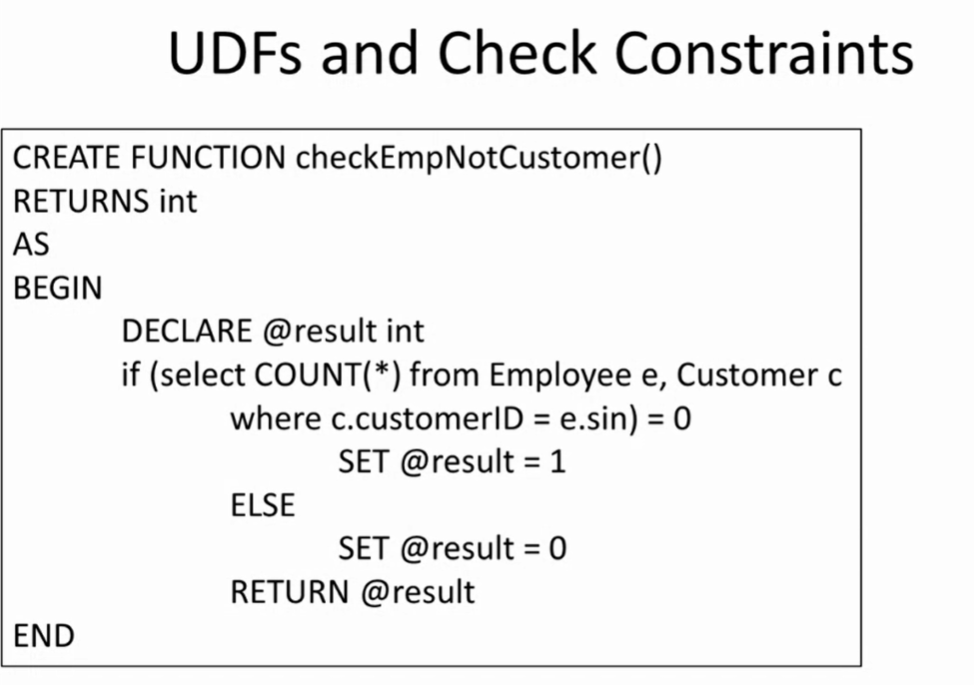 UDFs and Check Constraints
CREATE FUNCTION checkEmpNotCustomer()
RETURNS int
AS
BEGIN
DECLARE @result int
if (select COUNT(*) from Employee e, Customer c
where c.customerID = e.sin) = 0
SET @result = 1
ELSE
SET @result = 0
RETURN @result
END